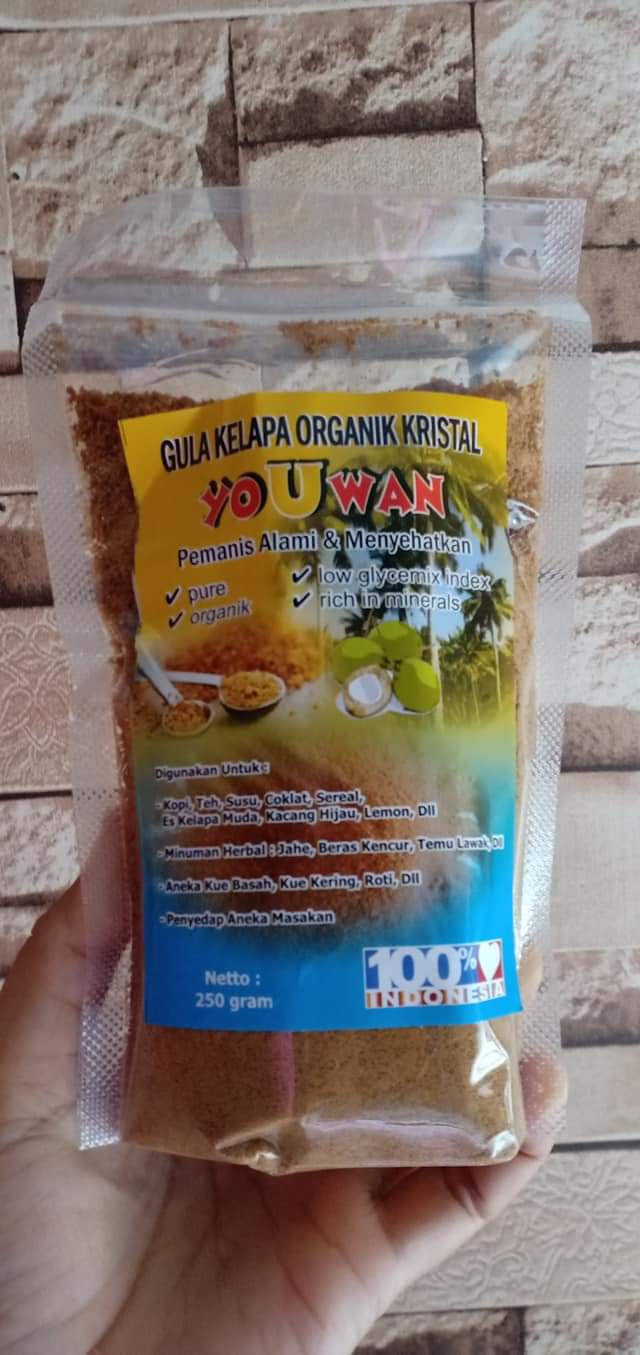 GULA KELAPA ORGANIK KRISTAL
YOUWAN
Pemanis Alami & Menyehatkan
✔ pure
✔ organik
✔ low glycemix index
✔ rich in minerals
Digunakan Untuk :
- Kopi, Teh, Susu, Coklat, Sereal,
Es Kelapa Muda, Kacang Hijau, Lemon, Dll
- Minuman Herbal : Jahe, Beras Kencur, Temu Lawak, Dll
- Aneka Kue Basah, Kue Kering, Roti, Dll
- Penyedap Aneka Masakan
Netto :
250 gram
100%
INDONESIA